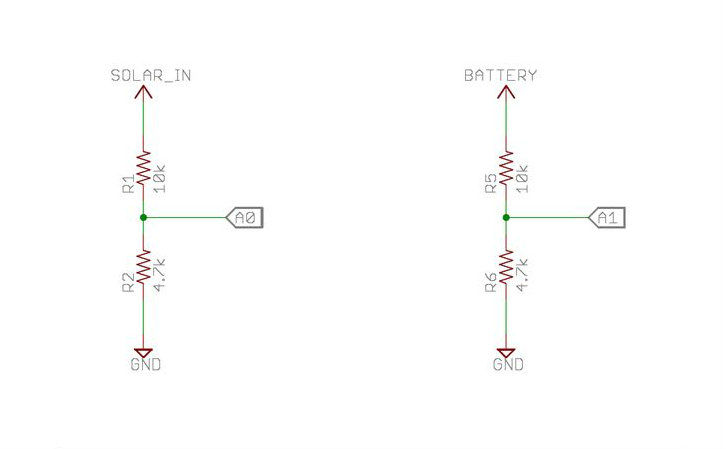 SOLAR_IN
R1
10k
A0
R2
4.7k
GND
BATTERY
R5
10k
A1
R6
4.7k
GND